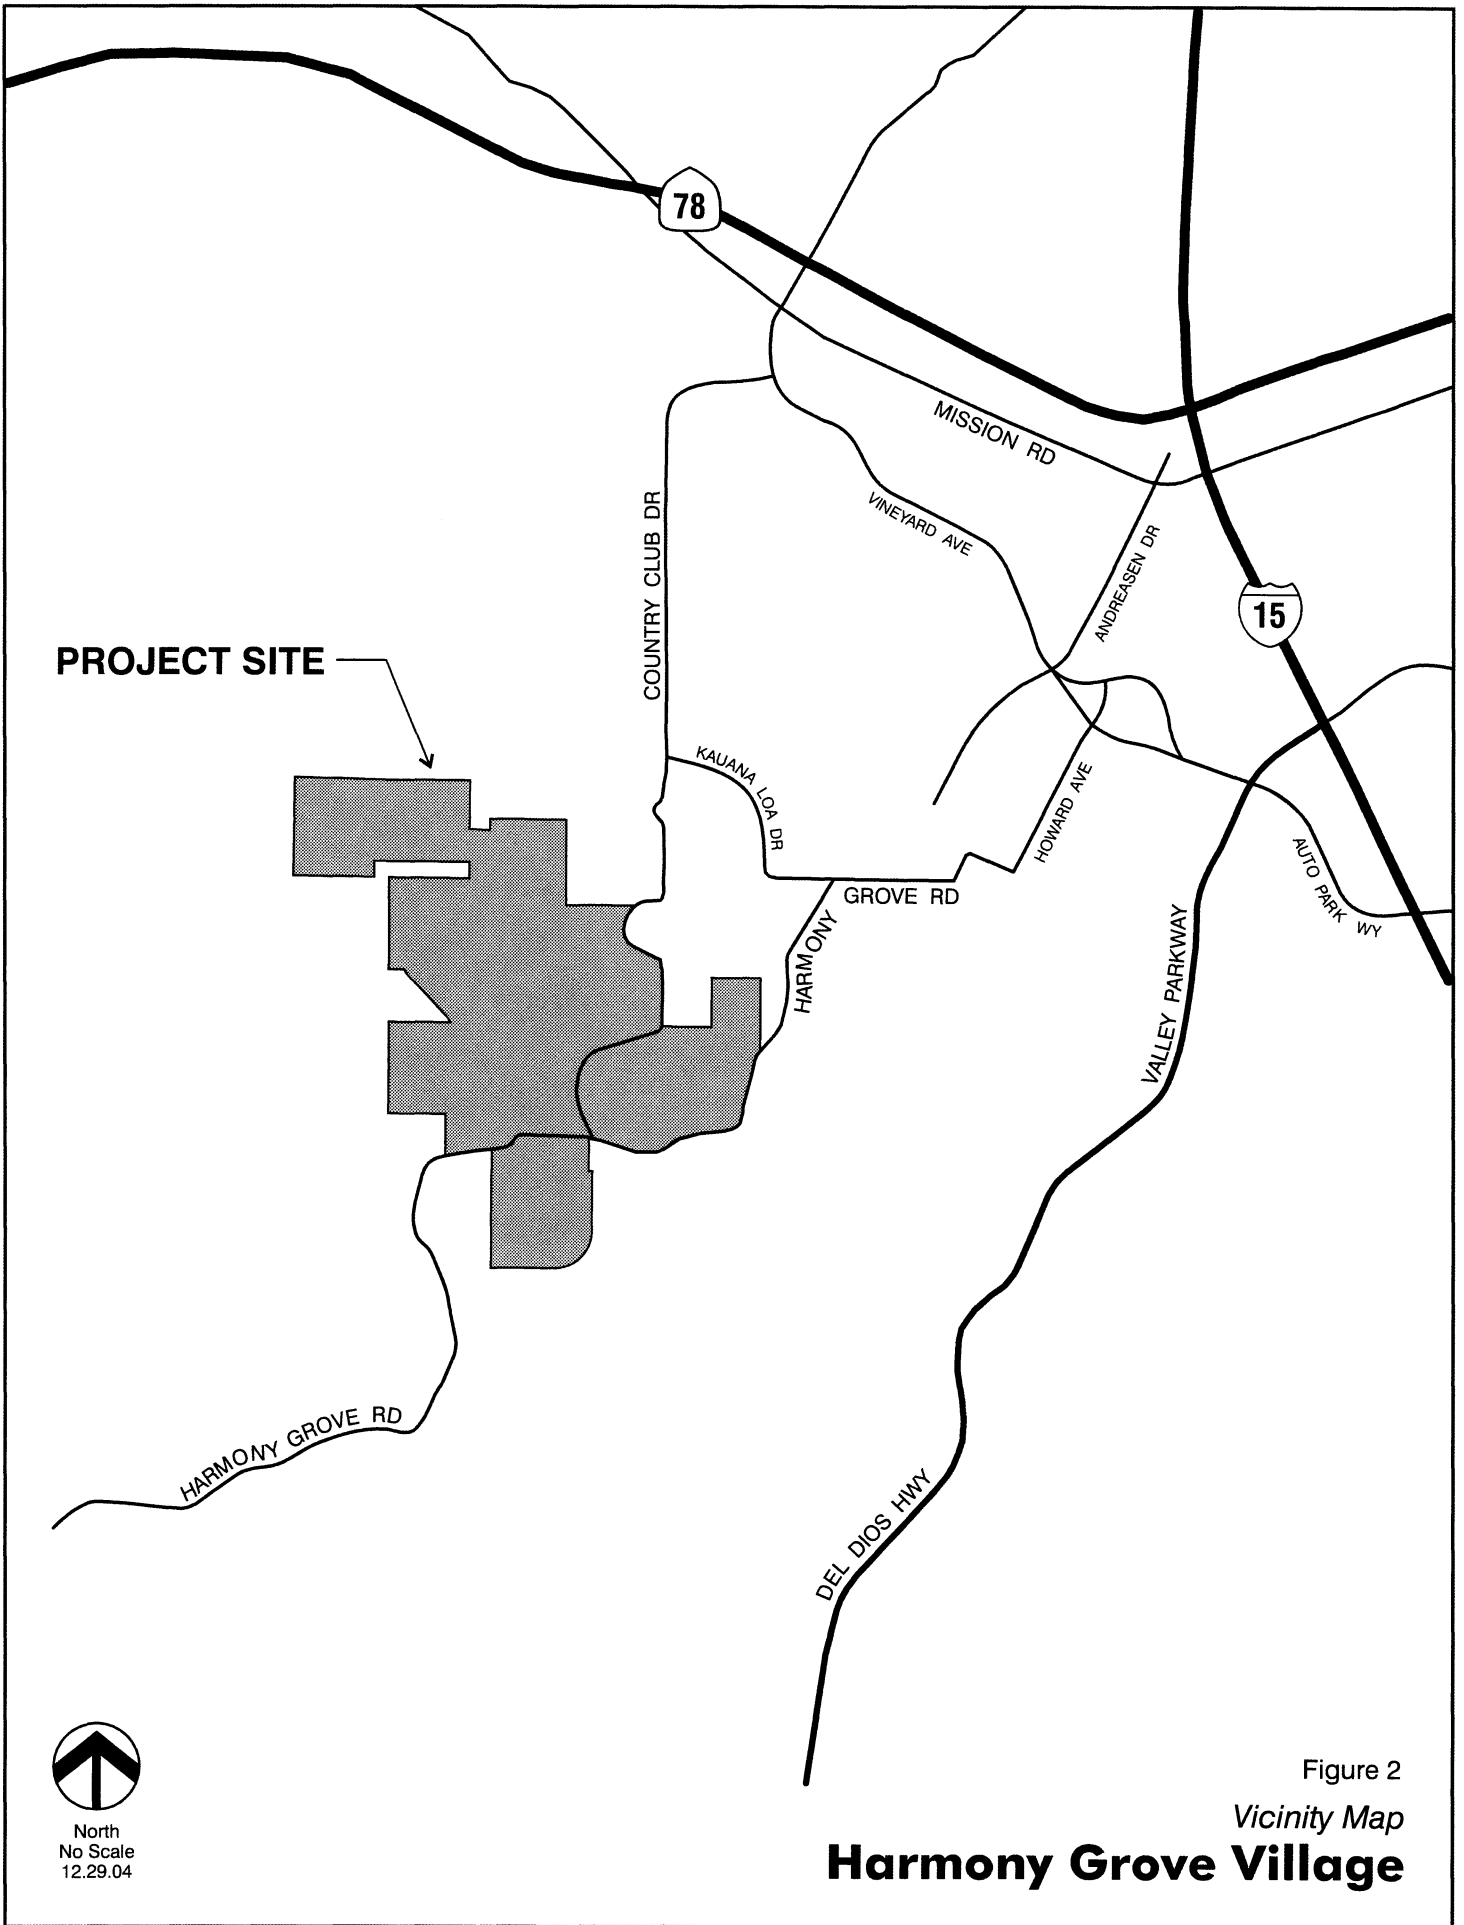 78
MISSION RD
COUNTRY CLUB DR
VINEYARD AVE
ANDREASEN DR
15
PROJECT SITE
KAUANA LOA DR
HOWARD AVE
GROVE RD
HARMONY
AUTO PARK WY
VALLEY PARKWAY
HARMONY GROVE RD
DEL DIOS HWY
North
No Scale
12.29.04
Figure 2
Vicinity Map
Harmony Grove Village